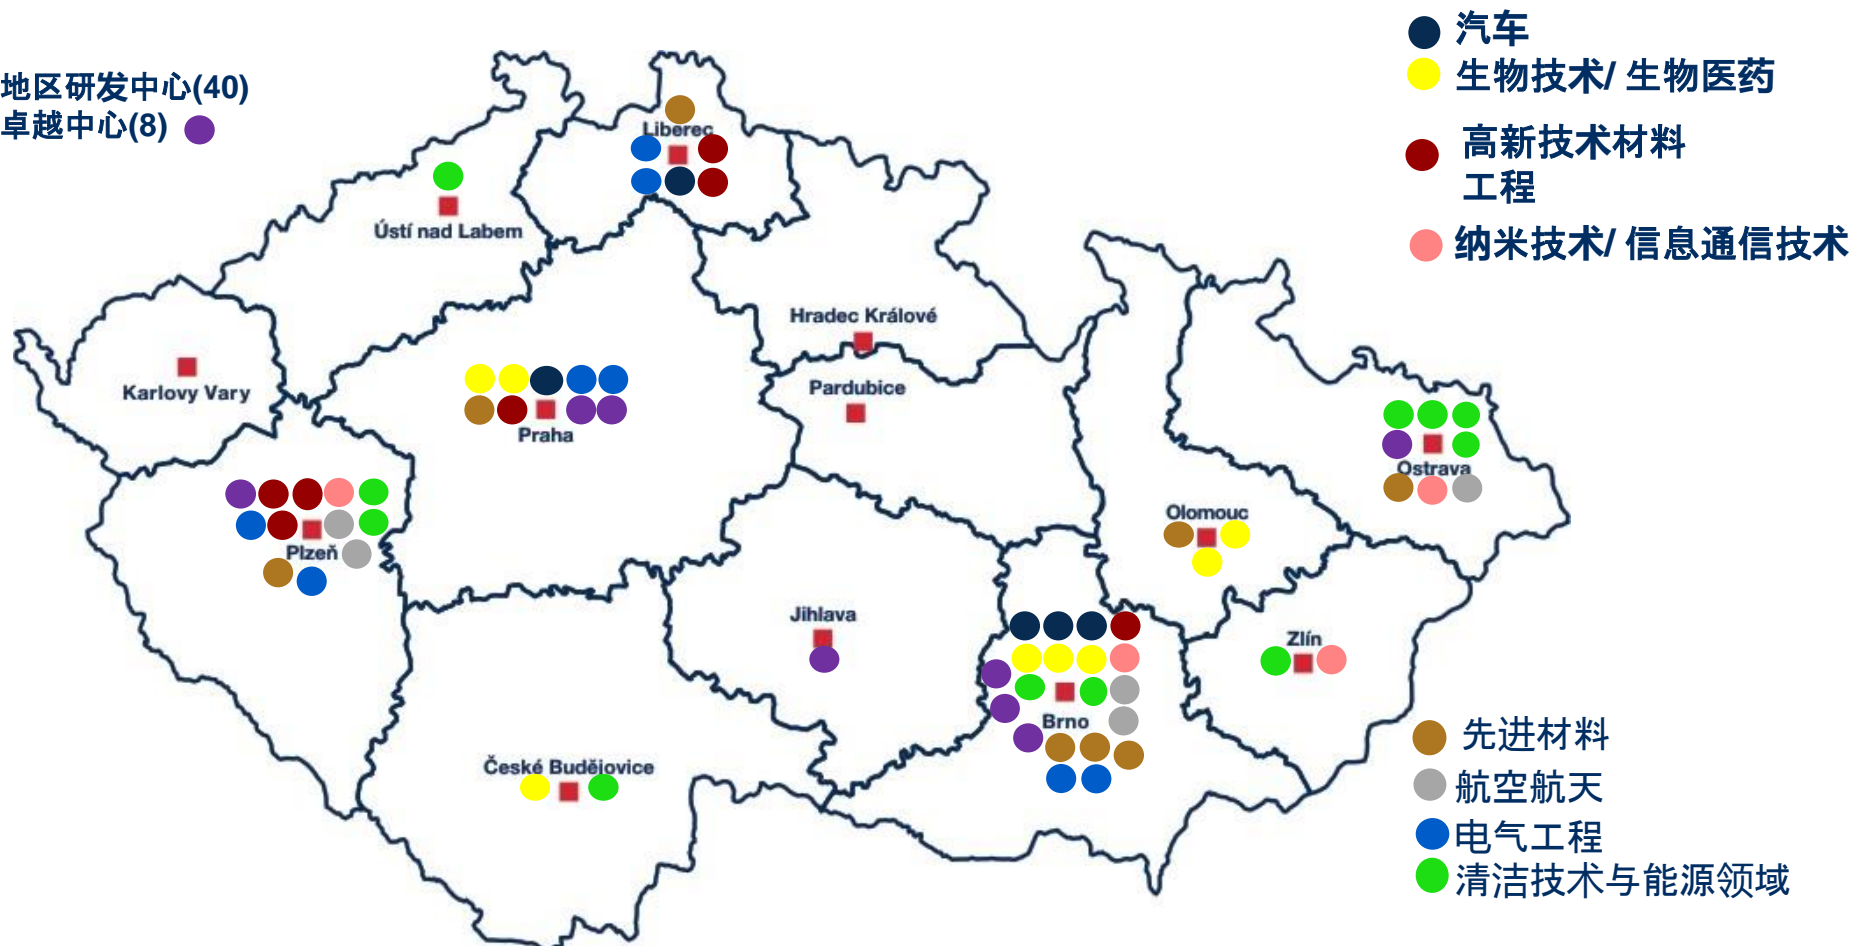 地区研发中心(40)
卓越中心(8)
汽车
生物技术/ 生物医药
高新技术材料
工程
纳米技术/ 信息通信技术
Liberec
Ústí nad Labem
Hradec Králové
Karlovy Vary
Pardubice
Praha
Ostrava
Olomouc
Plzeň
Jihlava
Zlín
Brno
České Budějovice
先进材料
航空航天
电气工程
清洁技术与能源领域